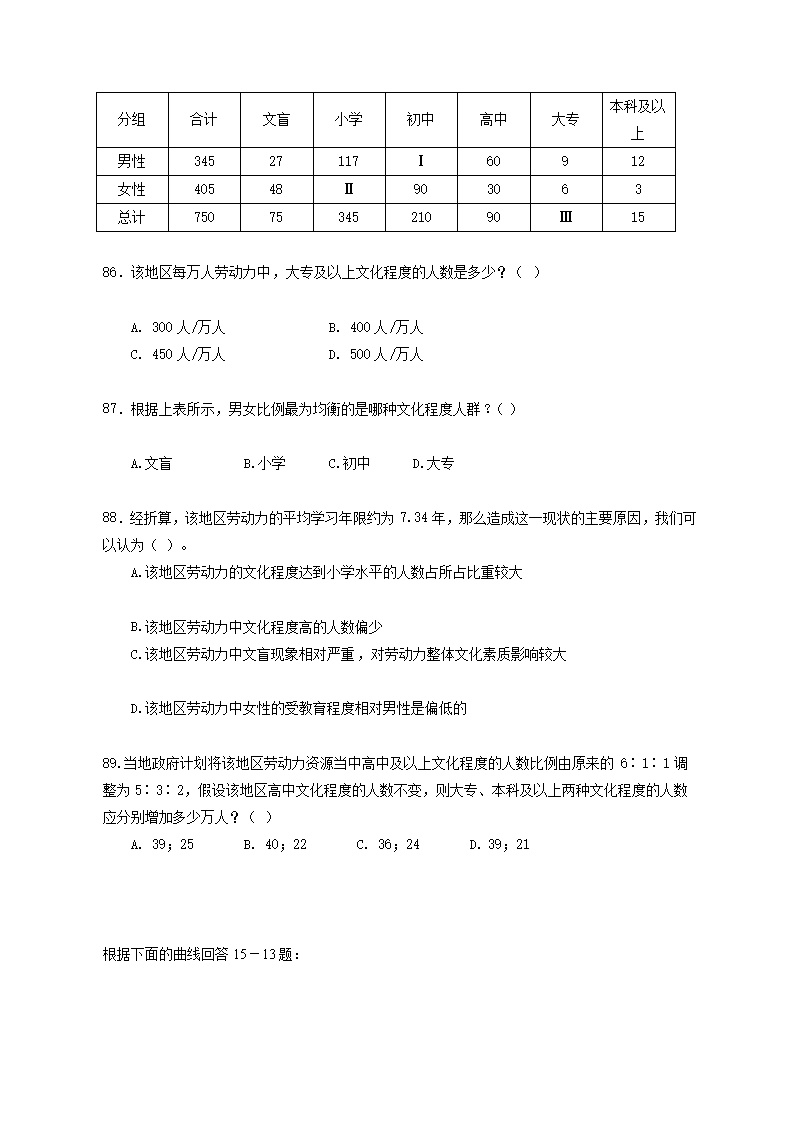 分组 合计 文盲 小学 初中 高中 大专 本科及以上
男性 345 27 117 Ⅰ 60 9 12
女性 405 48 Ⅱ 90 30 6 3
总计 750 75 345 210 90 Ⅲ 15
86．该地区每万人劳动力中，大专及以上文化程度的人数是多少？（ ）
A. 300人/万人 B. 400人/万人
C. 450人/万人 D. 500人/万人
87．根据上表所示，男女比例最为均衡的是哪种文化程度人群？（ ）
A.文盲 B.小学 C.初中 D.大专
88．经折算，该地区劳动力的平均学习年限约为 7.34年，那么造成这一现状的主要原因，我们可
以认为（ ）。
A.该地区劳动力的文化程度达到小学水平的人数占所占比重较大
B.该地区劳动力中文化程度高的人数偏少
C.该地区劳动力中文盲现象相对严重，对劳动力整体文化素质影响较大
D.该地区劳动力中女性的受教育程度相对男性是偏低的
89.当地政府计划将该地区劳动力资源当中高中及以上文化程度的人数比例由原来的 6∶1∶1调
整为5∶3∶2，假设该地区高中文化程度的人数不变，则大专、本科及以上两种文化程度的人数
应分别增加多少万人？（ ）
A. 39；25 B. 40；22 C. 36；24 D. 39；21
根据下面的曲线回答15－13题：